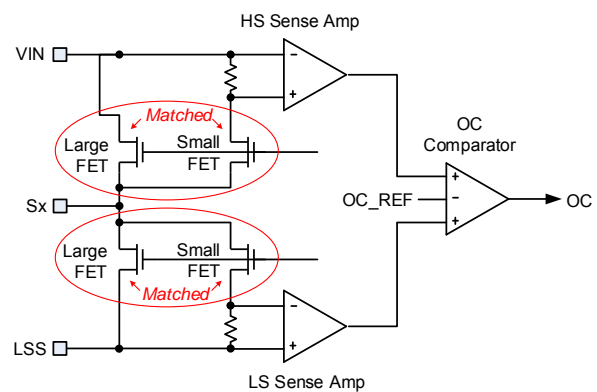 HS Sense Amp
VIN
−
+
Matched
Large
FET
Small
FET
OC
Comparator
+
−
+
OC_REF
OC
Sx
Large
FET
Small
FET
Matched
−
+
LSS
LS Sense Amp